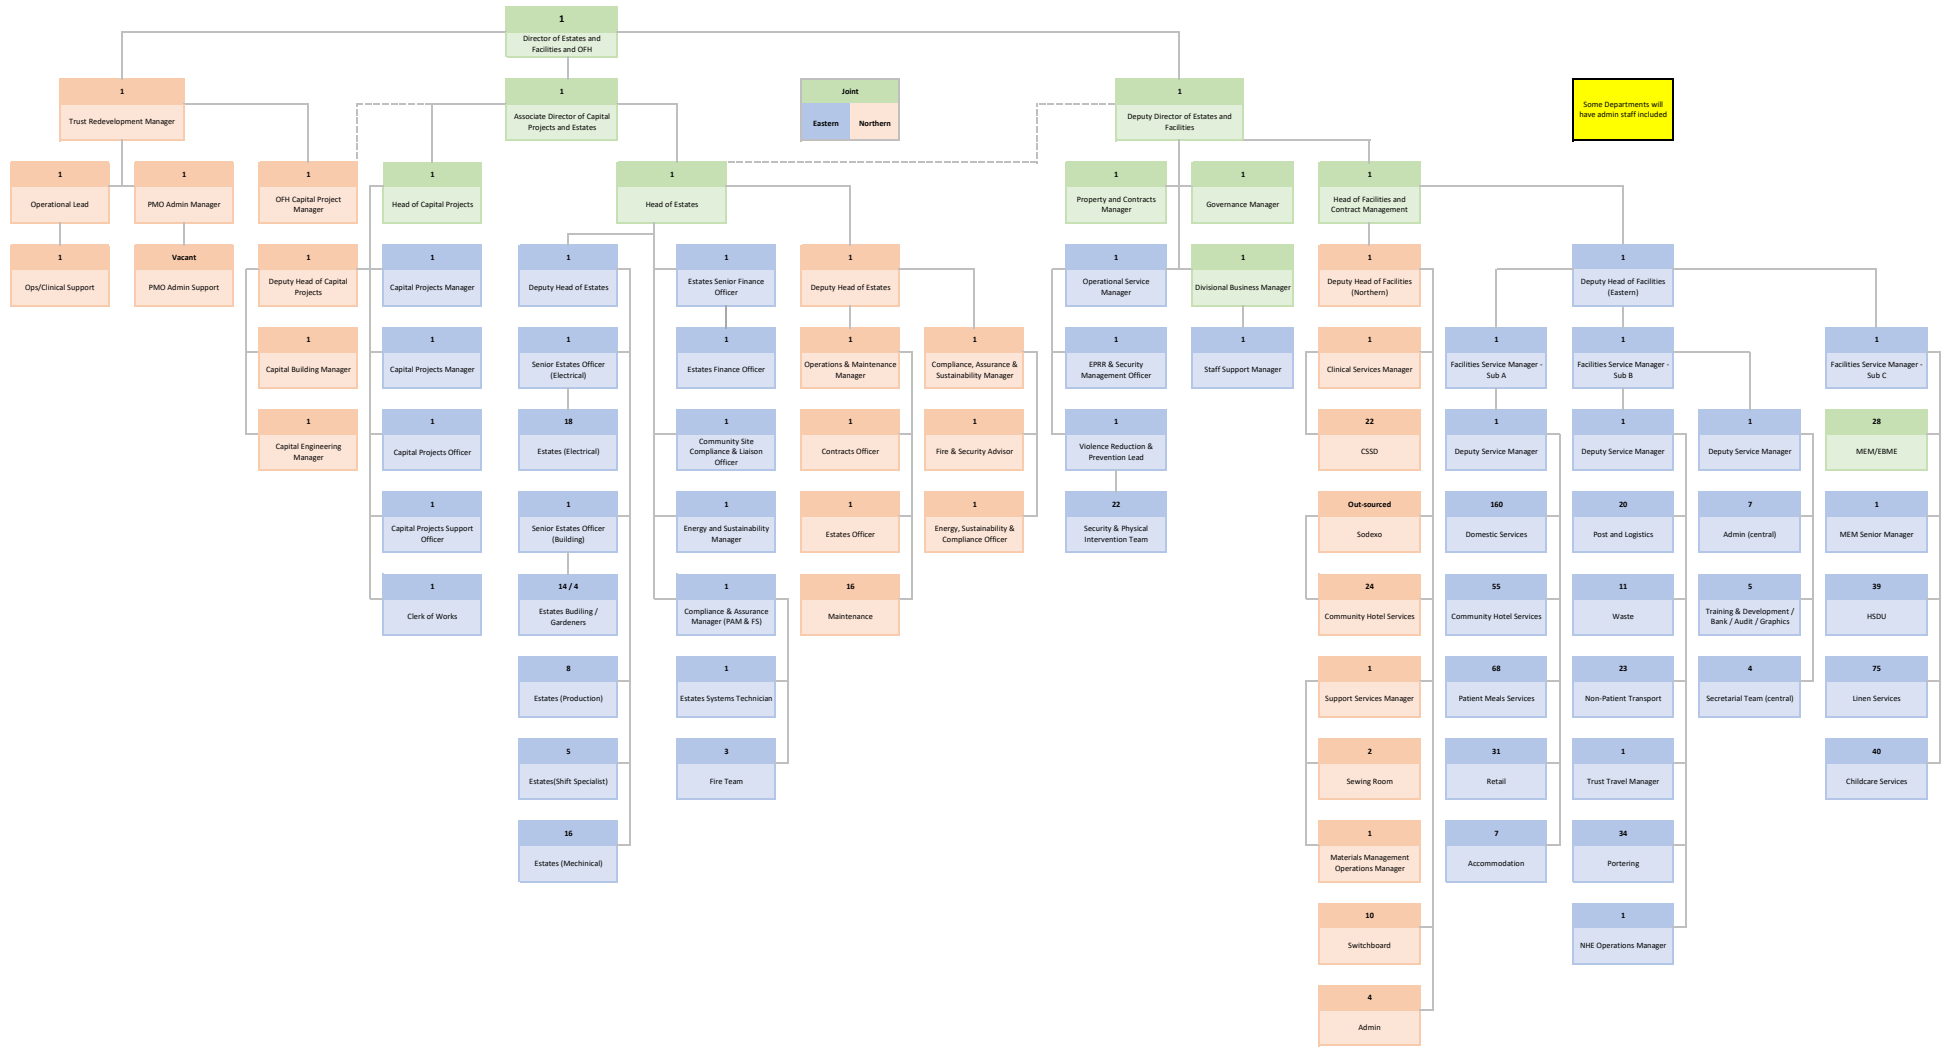 1
Director of Estates and
Facilities and OFH
1
Trust Redevelopment Manager
1
Associate Director of Capital
Projects and Estates
Joint
Eastern
Northern
1
Deputy Director of Estates and
Facilities
Some Departments will
have admin staff included
1
Operational Lead
1
PMO Admin Manager
1
OFH Capital Project
Manager
1
Head of Capital Projects
1
Head of Estates
1
Property and Contracts
Manager
1
Governance Manager
1
Head of Facilities and
Contract Management
1
Ops/Clinical Support
Vacant
PMO Admin Support
1
Deputy Head of Capital
Projects
1
Capital Projects Manager
1
Deputy Head of Estates
1
Estates Senior Finance
Officer
1
Deputy Head of Estates
1
Operational Service
Manager
1
Divisional Business Manager
1
Deputy Head of Facilities
(Northern)
1
Deputy Head of Facilities
(Eastern)
1
Capital Building Manager
1
Capital Projects Manager
1
Senior Estates Officer
(Electrical)
1
Estates Finance Officer
1
Operations & Maintenance
Manager
1
Compliance, Assurance &
Sustainability Manager
1
EPRR & Security
Management Officer
1
Staff Support Manager
1
Clinical Services Manager
1
Facilities Service Manager -
Sub A
1
Facilities Service Manager -
Sub B
1
Facilities Service Manager -
Sub C
1
Capital Engineering
Manager
1
Capital Projects Officer
18
Estates (Electrical)
1
Community Site
Compliance & Liaison
Officer
1
Contracts Officer
1
Fire & Security Advisor
1
Violence Reduction &
Prevention Lead
22
CSSD
1
Deputy Service Manager
1
Deputy Service Manager
1
Deputy Service Manager
28
MEM/EBME
1
Capital Projects Support
Officer
1
Senior Estates Officer
(Building)
1
Energy and Sustainability
Manager
1
Estates Officer
1
Energy, Sustainability &
Compliance Officer
22
Security & Physical
Intervention Team
Out-sourced
Sodexo
160
Domestic Services
20
Post and Logistics
7
Admin (central)
1
MEM Senior Manager
1
Clerk of Works
14 / 4
Estates Budiling /
Gardeners
1
Compliance & Assurance
Manager (PAM & FS)
16
Maintenance
24
Community Hotel Services
55
Community Hotel Services
11
Waste
5
Training & Development /
Bank / Audit / Graphics
39
HSDU
8
Estates (Production)
1
Estates Systems Technician
1
Support Services Manager
68
Patient Meals Services
23
Non-Patient Transport
4
Secretarial Team (central)
75
Linen Services
5
Estates(Shift Specialist)
3
Fire Team
2
Sewing Room
31
Retail
1
Trust Travel Manager
40
Childcare Services
16
Estates (Mechinical)
1
Materials Management
Operations Manager
7
Accommodation
34
Portering
10
Switchboard
1
NHE Operations Manager
4
Admin